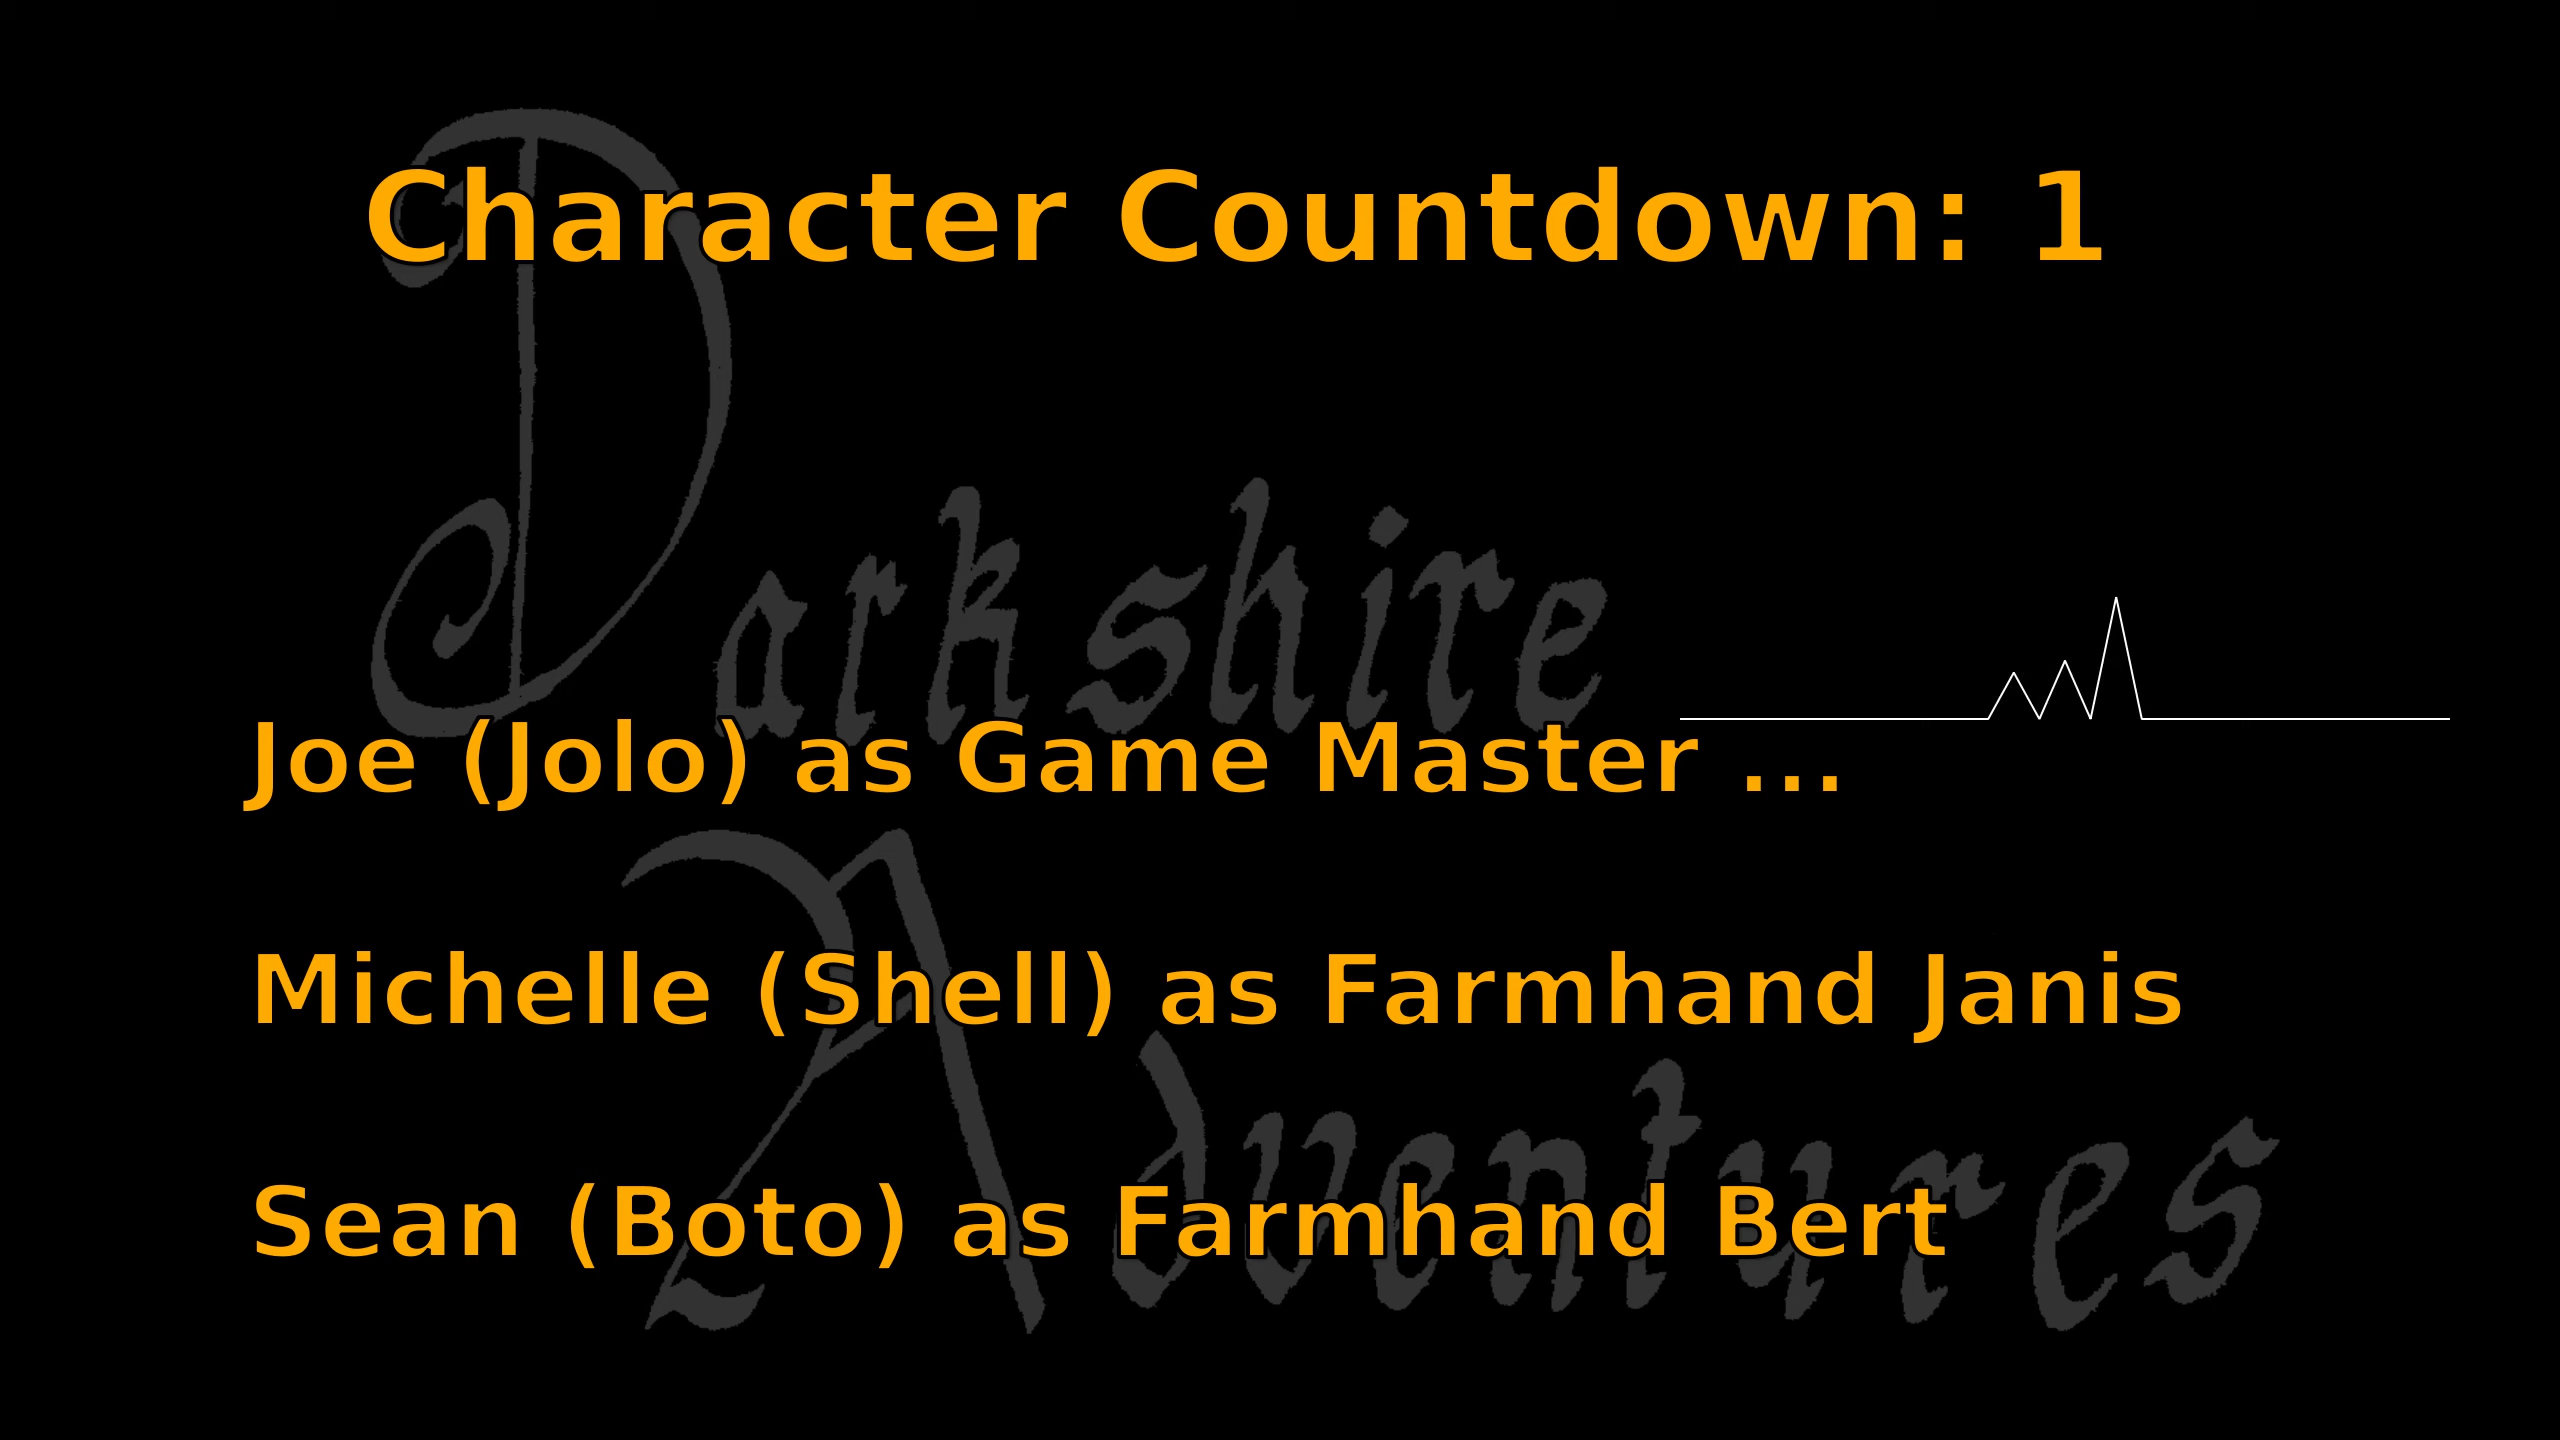 Character Countdown: 1
Darkshire
Joe (Jolo) as Game Master ...
Michelle (Shell) as Farmhand Janis
Adventures
Sean (Boto) as Farmhand Bert